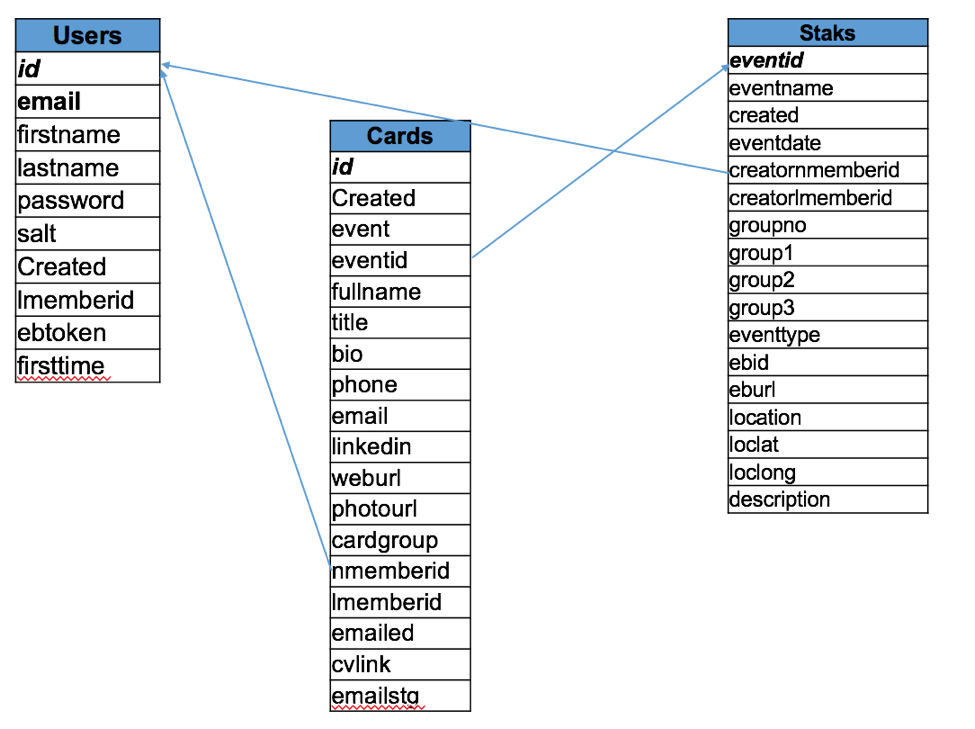 Users
id
email
firstname
lastname
password
salt
Created
lmemberid
ebtoken
firsttime
Cards
id
Created
event
eventid
fullname
title
bio
phone
email
linkedin
weburl
photourl
cardgroup
nmemberid
lmemberid
emailed
cvlink
emailstg
Staks
eventid
eventname
created
eventdate
creatornmemberid
creatorlmemberid
groupno
group1
group2
group3
eventtype
ebid
eburl
location
loclat
loclong
description